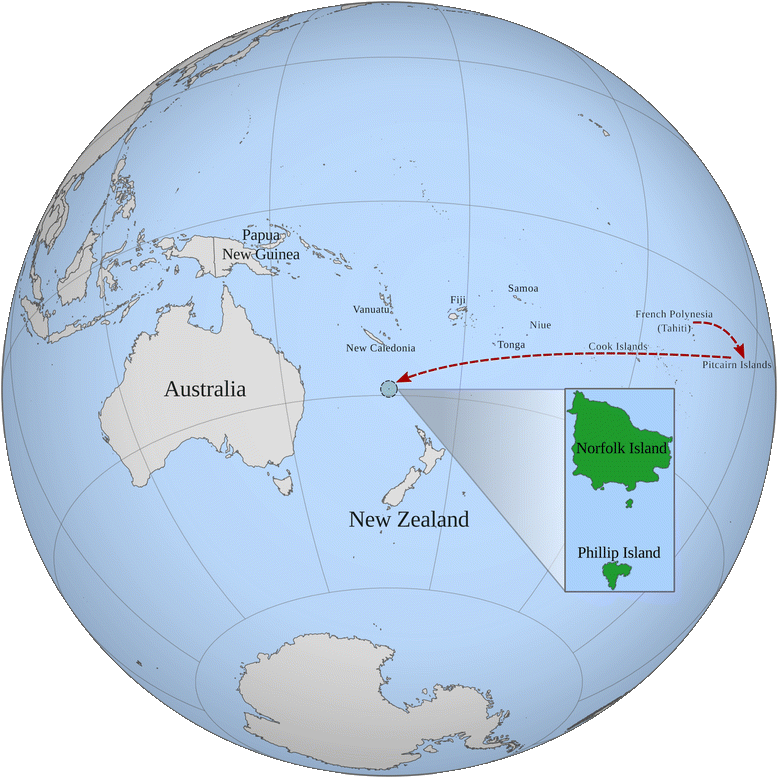 Papua
New Guinea
Samoa
Fiji
Vanuatu
French Polynesia
(Tahiti)
Niue
Tonga
New Caledonia
Cook Islands
Pitcairn Islands
Australia
Norfolk Island
New Zealand
Phillip Island